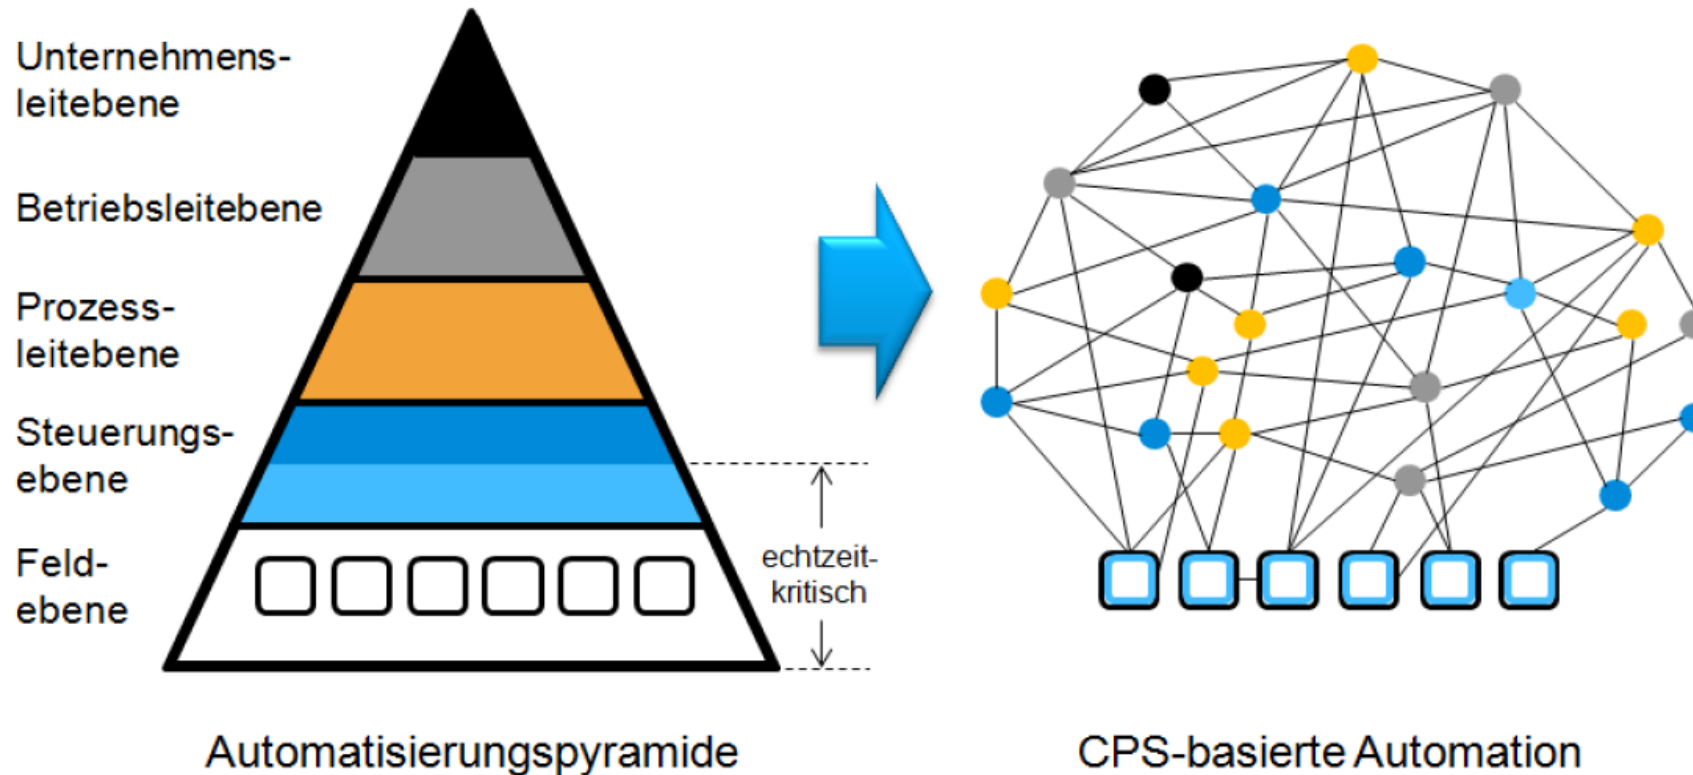 Unternehmens-
leitebene
Betriebsleitebene
Prozess-
leitebene
Steuerungs-
ebene
Feld-
ebene
echtzeit-
kritisch
Automatisierungspyramide
CPS-basierte Automation